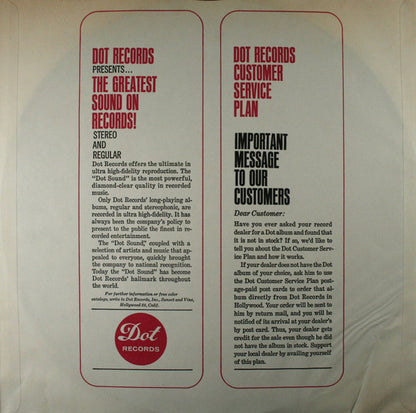 DOT RECORDS
PRESENTS...
THE GREATEST
SOUND ON
RECORDS!
STEREO
AND
REGULAR
Dot Records offers the ultimate in
ultra high-fidelity reproduction. The
"Dot Sound" is the most powerful,
diamond-clear quality in recorded
music.
Only Dot Records' long-playing al-
bums, regular and stereophonic, are
recorded in ultra high-fidelity. It has
always been the company's policy to
present to the public the finest in re-
corded entertainment.
The "Dot Sound," coupled with a
selection of artists and music that ap-
pealed to everyone, quickly brought
the company to national recognition.
Today the "Dot Sound" has become
Dot Records' hallmark throughout
the world.
For further information or free color
catalogs, write to Dot Records, Inc., Sunset and Vine,
Hollywood 28, Calif.
Dot
RECORDS
DOT RECORDS
CUSTOMER
SERVICE
PLAN
IMPORTANT
MESSAGE
TO OUR
CUSTOMERS
Dear Customer:
Have you ever asked your record
dealer for a Dot album and found that
it is not in stock? If so, we'd like to
tell you about the Dot Customer Serv-
ice Plan and how it works.
If your dealer does not have the Dot
album of your choice, ask him to use
the Dot Customer Service Plan post-
age-paid post cards to order that al-
bum directly from Dot Records in
Hollywood. Your order will be sent to
him by return mail, and you will be
notified of its arrival at your dealer's
by post card. Thus, your dealer gets
credit for the sale even though he did
not have the album in stock. Support
your local dealer by availing yourself
of this plan.